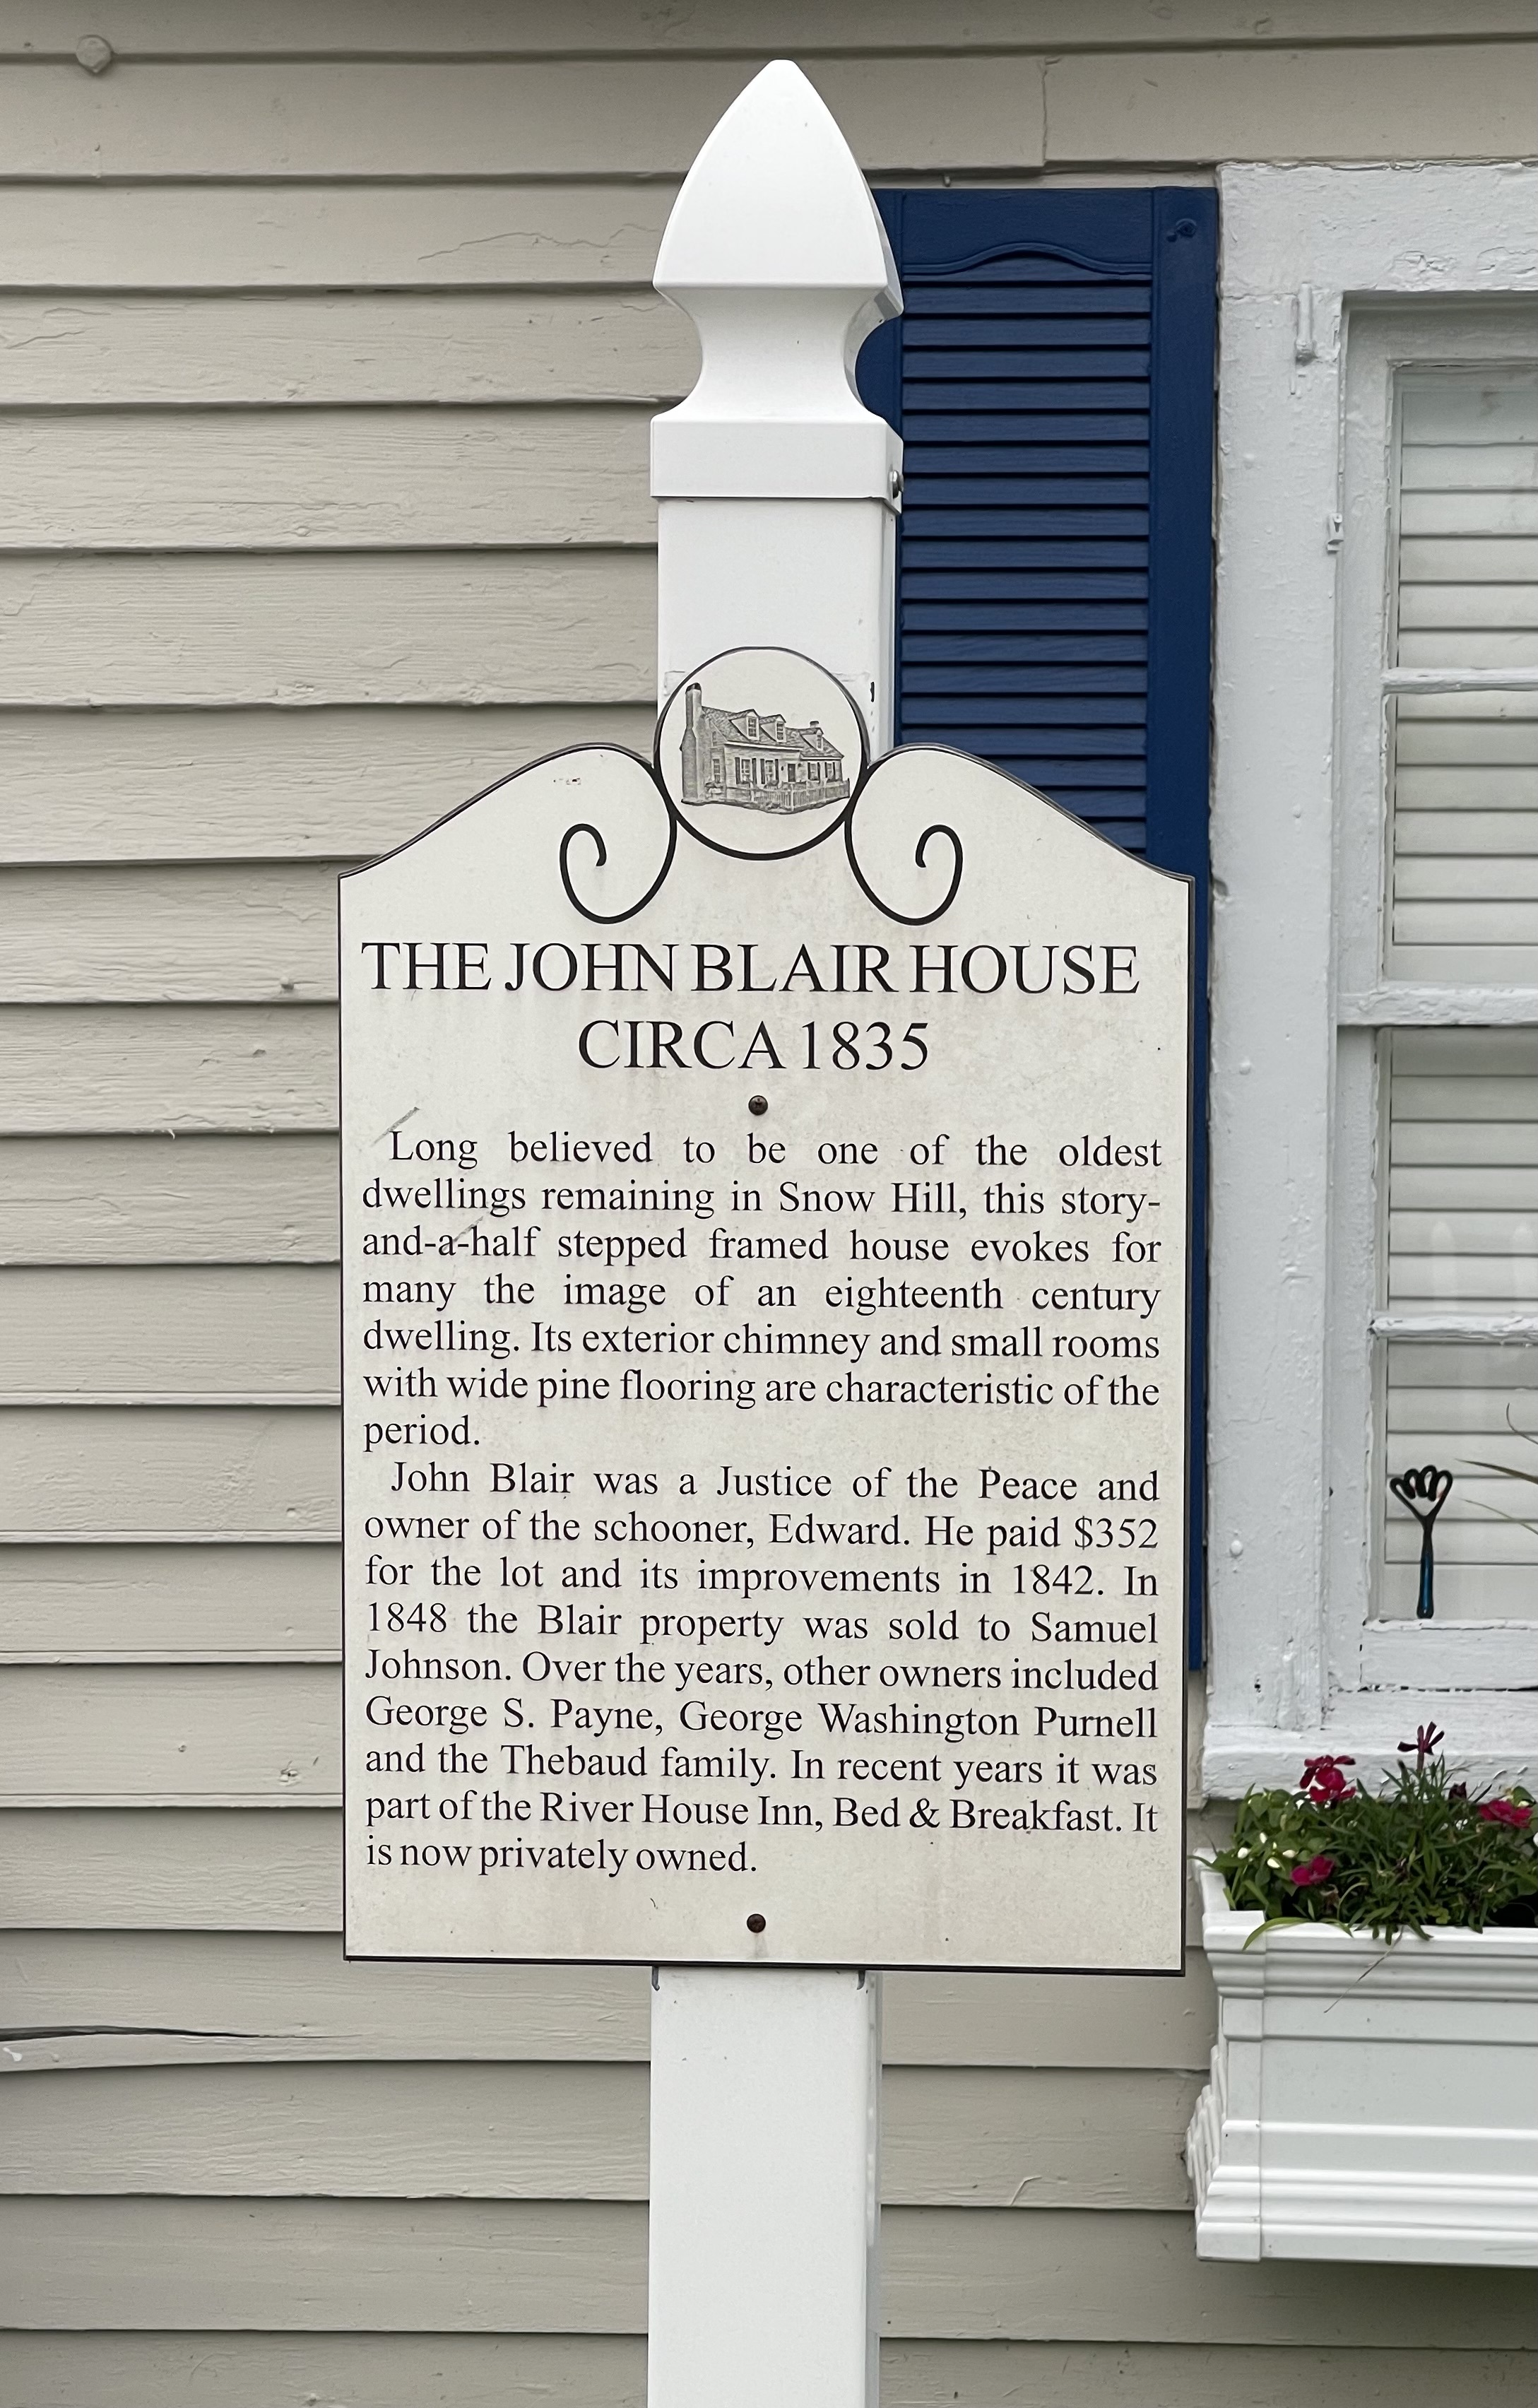 THE JOHN BLAIR HOUSE
CIRCA 1835
Long believed to be one of the oldest
dwellings remaining in Snow Hill, this story-
and-a-half stepped framed house evokes for
many the image of an eighteenth century
dwelling. Its exterior chimney and small rooms
with wide pine flooring are characteristic of the
period.
John Blair was a Justice of the Peace and
owner of the schooner, Edward. He paid $352
for the lot and its improvements in 1842. In
1848 the Blair property was sold to Samuel
Johnson. Over the years, other owners included
George S. Payne, George Washington Purnell
and the Thebaud family. In recent years it was
part of the River House Inn, Bed & Breakfast. It
is now privately owned.